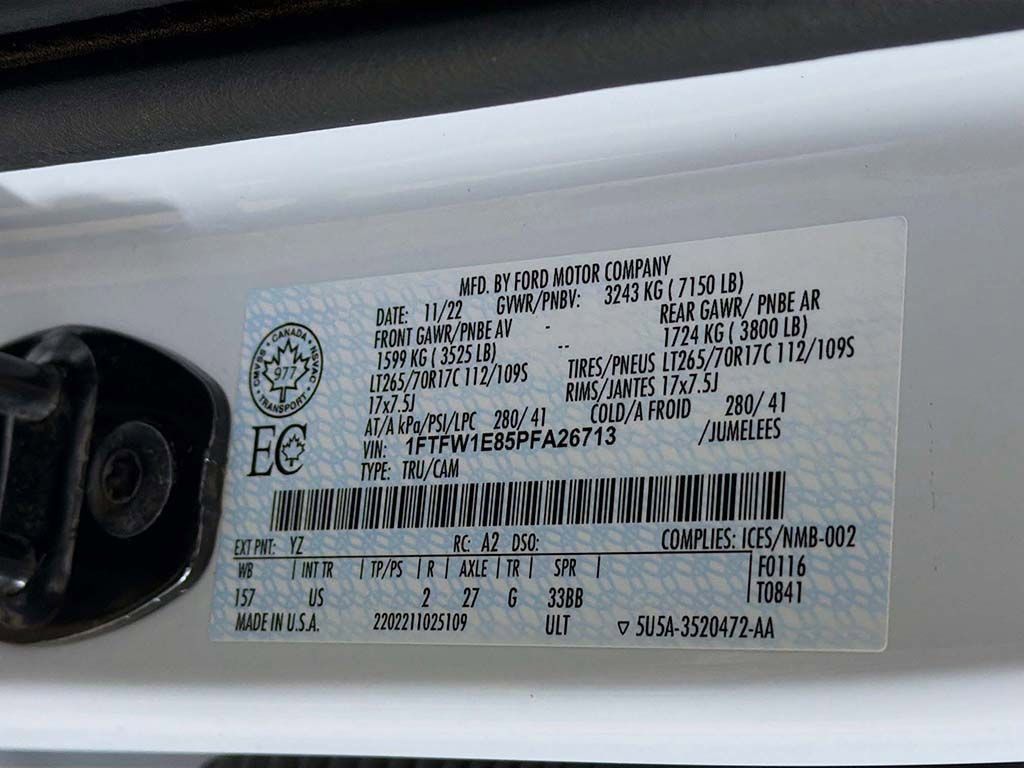 MFD. BY FORD MOTOR COMPANY
DATE: 11/22 GVWR/PNBV: 3243 KG ( 7150 LB)
FRONT GAWR/PNBE AV - REAR GAWR/ PNBE AR
1599 KG ( 3525 LB) -- 1724 KG ( 3800 LB)
LT265/70R17C 112/109S TIRES/PNEUS LT265/70R17C 112/109S
17x7.5J RIMS/JANTES 17x7.5J
AT/A kPa/PSI/LPC 280/ 41 COLD/A FROID 280/ 41
VIN: 1FTFW1E85PFA26713 /JUMELEES
TYPE: TRU/CAM
CANADA
NSVAC
TRANSPORT
CMVSS
977
EC
EXT PNT: YZ RC: A2 DSO: COMPLIES: ICES/NMB-002
WB | INT TR | TP/PS | R | AXLE | TR | SPR | F0116
157 US 2 27 G 33BB T0841
MADE IN U.S.A. 2202211025109 ULT ▽ 5U5A-3520472-AA